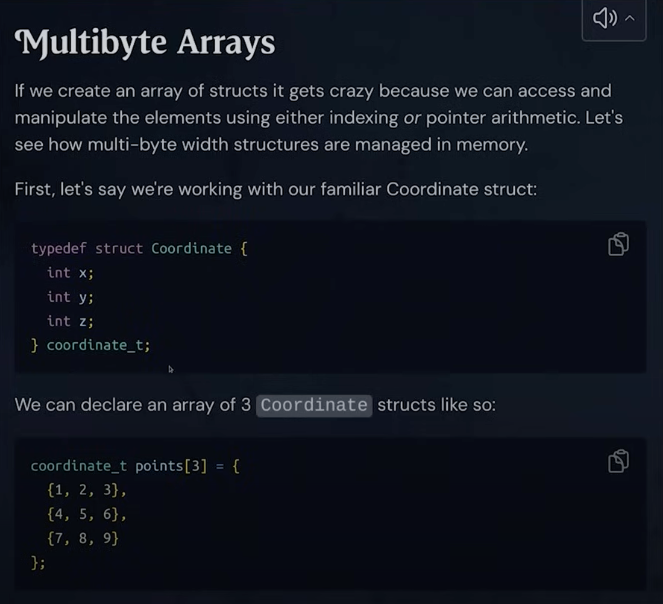 Multibyte Arrays
If we create an array of structs it gets crazy because we can access and
manipulate the elements using either indexing or pointer arithmetic. Let's
see how multi-byte width structures are managed in memory.
First, let's say we're working with our familiar Coordinate struct:
typedef struct Coordinate {
  int x;
  int y;
  int z;
} coordinate_t;
We can declare an array of 3 Coordinate structs like so:
coordinate_t points[3] = {
  {1, 2, 3},
  {4, 5, 6},
  {7, 8, 9}
};